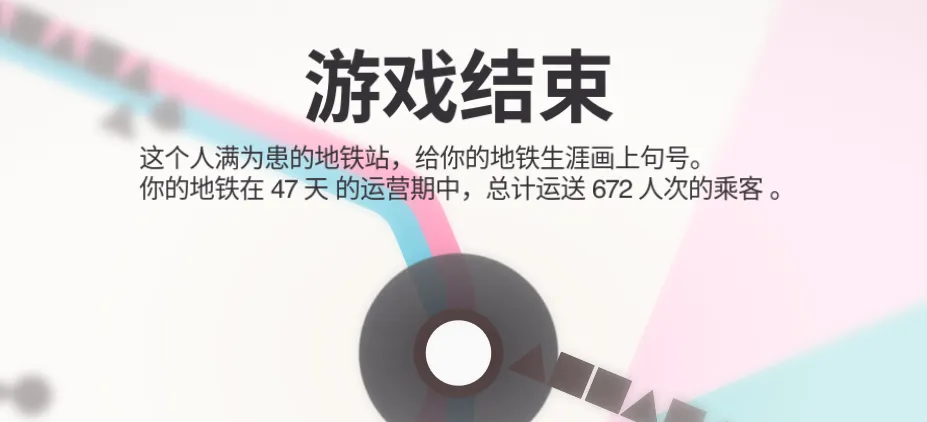 游戏结束
这个人满为患的地铁站，给你的地铁生涯画上句号。
你的地铁在 47 天 的运营期中，总计运送 672 人次的乘客 。